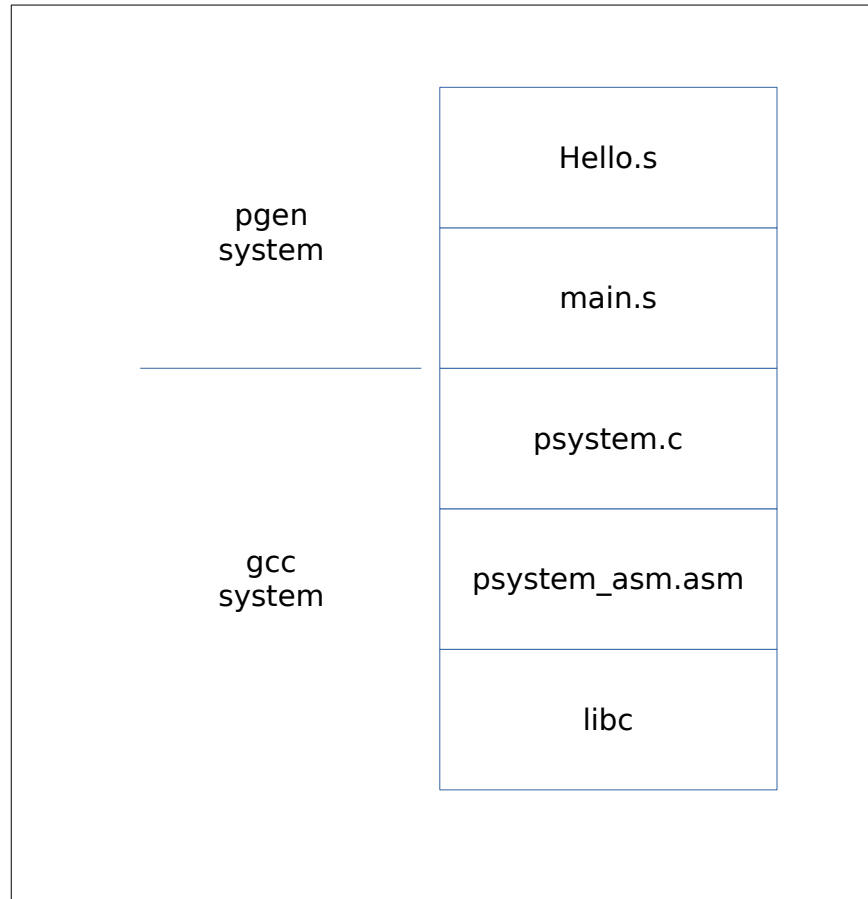 Hello.s
pgen
system
main.s
psystem.c
gcc
system
psystem_asm.asm
libc